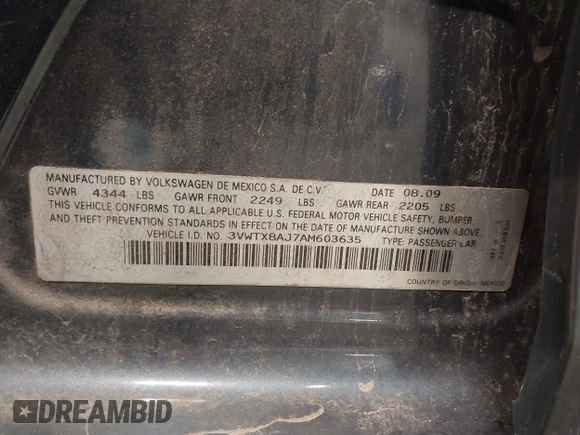 MANUFACTURED BY VOLKSWAGEN DE MEXICO S.A. DE C.V. DATE 08.09
GVWR 4344 LBS GAWR FRONT 2249 LBS GAWR REAR 2205 LBS
THIS VEHICLE CONFORMS TO ALL APPLICABLE U.S. FEDERAL MOTOR VEHICLE SAFETY, BUMPER,
AND THEFT PREVENTION STANDARDS IN EFFECT ON THE DATE OF MANUFACTURE SHOWN ABOVE.
VEHICLE I.D. NO. 3VWTX8AJ7AM603635 TYPE: PASSENGER CAR
COUNTRY OF ORIGIN: MEXICO
DREAMBID